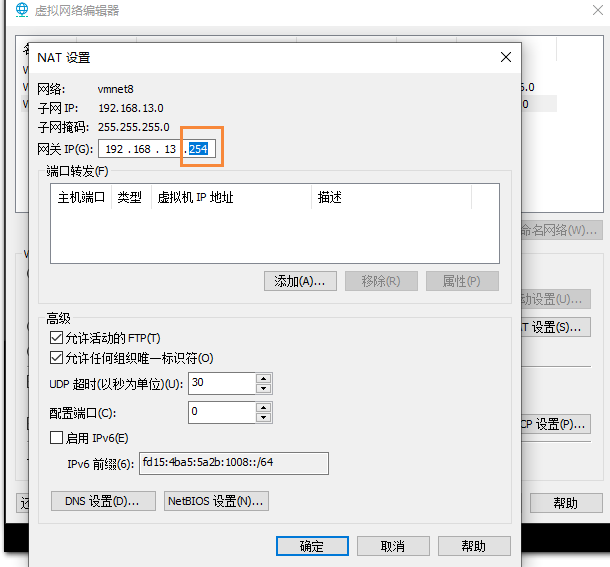 虚拟网络编辑器
NAT 设置
网络: vmnet8
子网 IP: 192.168.13.0
子网掩码: 255.255.255.0
网关 IP(G): 192 . 168 . 13 . 254
端口转发(F)
主机端口 类型 虚拟机 IP 地址 描述
命名网络(W)...
添加(A)... 移除(R) 属性(P)
动设置(U)...
高级
AT 设置(S)...
允许活动的 FTP(T)
允许任何组织唯一标识符(O)
UDP 超时(以秒为单位)(U): 30
配置端口(C): 0
CP 设置(P)...
启用 IPv6(E)
IPv6 前缀(6): fd15:4ba5:5a2b:1008::/64
DNS 设置(D)... NetBIOS 设置(N)...
还 帮助
确定 取消 帮助